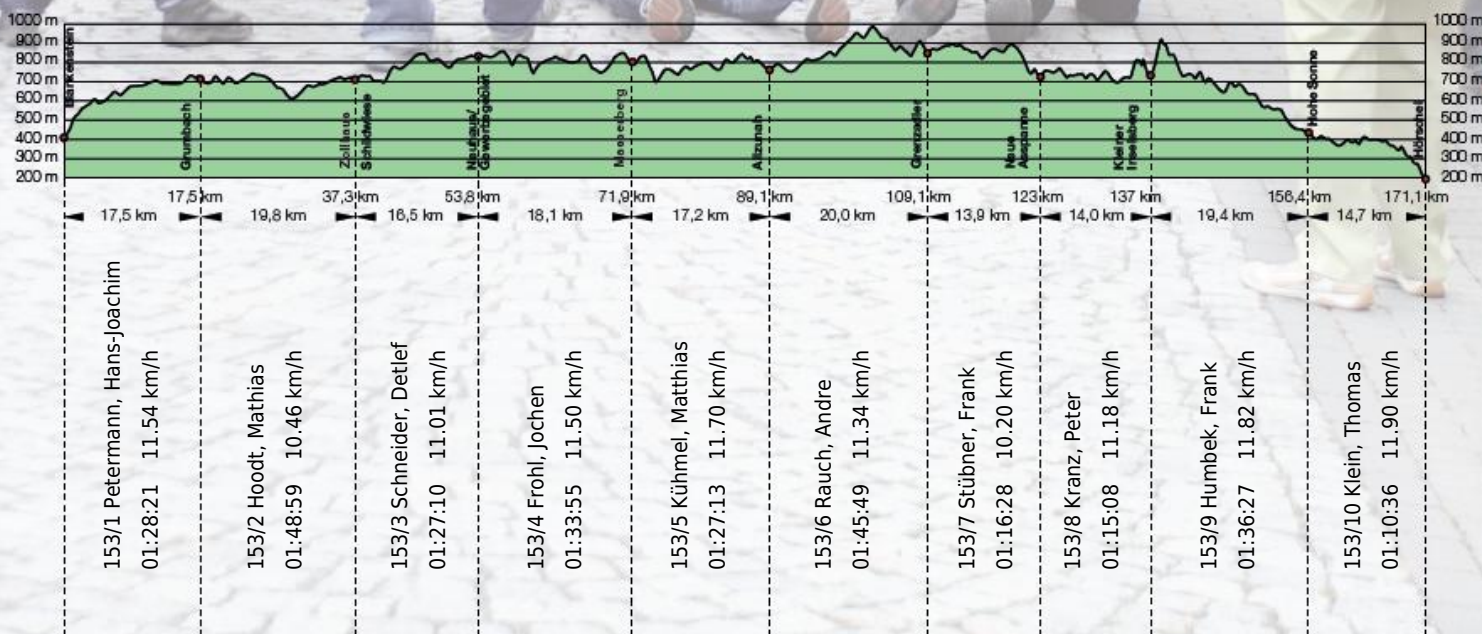 1000 m
900 m
800 m
700 m
600 m
500 m
400 m
300 m
200 m
1000 m
900 m
800 m
700 m
600 m
500 m
400 m
300 m
200 m
Blankenstein
Grumbach
Zollhaus
Schildwiese
Neuhaus/
Gewerbegebiet
Masserberg
Allzunah
Grenzadler
Neue
Ausspanne
Kleiner
Inselsberg
Hohe Sonne
Hörschel
17,5 km
37,3 km
53,8 km
71,9 km
89,1 km
109,1 km
123 km
137 km
156,4 km
171,1 km
17,5 km
19,8 km
16,5 km
18,1 km
17,2 km
20,0 km
13,9 km
14,0 km
19,4 km
14,7 km
153/1 Petermann, Hans-Joachim
01:28:21 11.54 km/h
153/2 Hoodt, Mathias
01:48:59 10.46 km/h
153/3 Schneider, Detlef
01:27:10 11.01 km/h
153/4 Frohl, Jochen
01:33:55 11.50 km/h
153/5 Kühmel, Matthias
01:27:13 11.70 km/h
153/6 Rauch, Andre
01:45:49 11.34 km/h
153/7 Stübner, Frank
01:16:28 10.20 km/h
153/8 Kranz, Peter
01:15:08 11.18 km/h
153/9 Humbek, Frank
01:36:27 11.82 km/h
153/10 Klein, Thomas
01:10:36 11.90 km/h